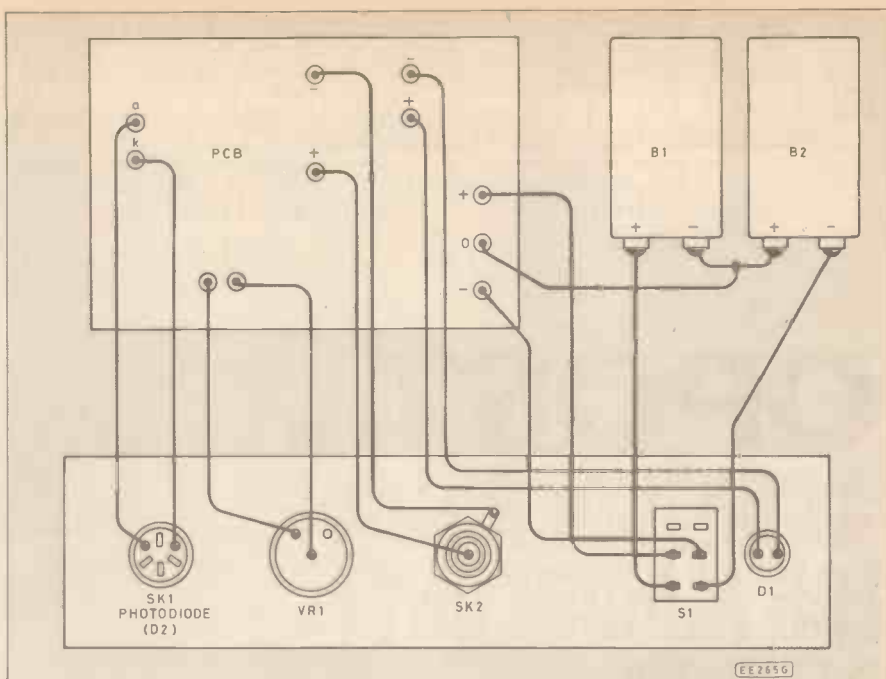 a
k
PCB
-
+
-
+
+
0
-
B1
B2
+
-
+
-
SK1
PHOTODIODE
(D2)
VR1
SK2
S1
D1
EE265G